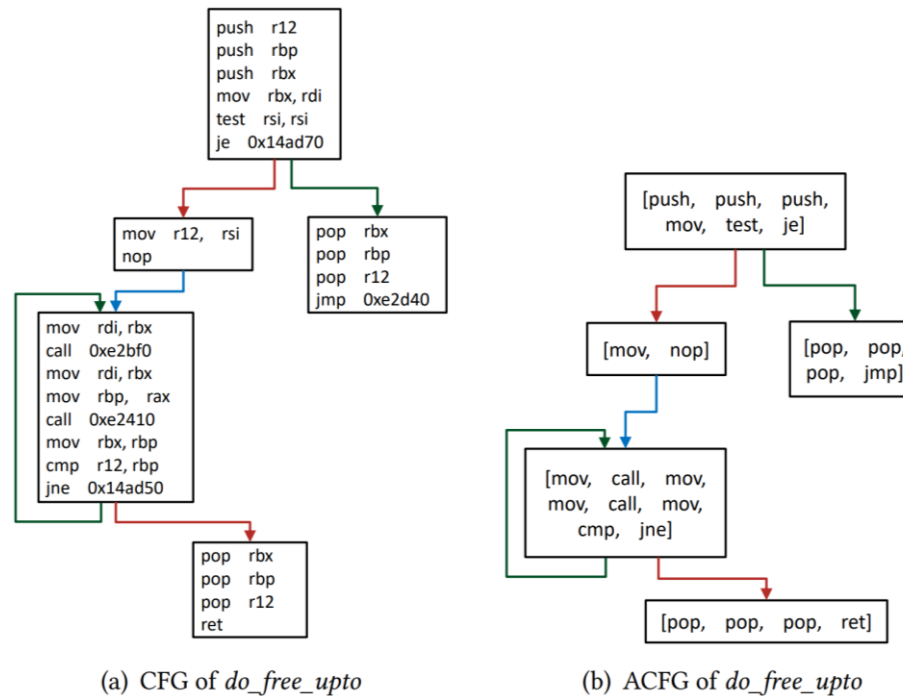 push r12
push rbp
push rbx
mov rbx, rdi
test rsi, rsi
je 0x14ad70
mov r12, rsi
nop
pop rbx
pop rbp
pop r12
jmp 0xe2d40
mov rdi, rbx
call 0xe2bf0
mov rdi, rbx
mov rbp, rax
call 0xe2410
mov rbx, rbp
cmp r12, rbp
jne 0x14ad50
pop rbx
pop rbp
pop r12
ret
(a) CFG of do_free_upto
[push, push, push,
mov, test, je]
[mov, nop]
[pop, pop,
pop, jmp]
[mov, call, mov,
mov, call, mov,
cmp, jne]
[pop, pop, pop, ret]
(b) ACFG of do_free_upto